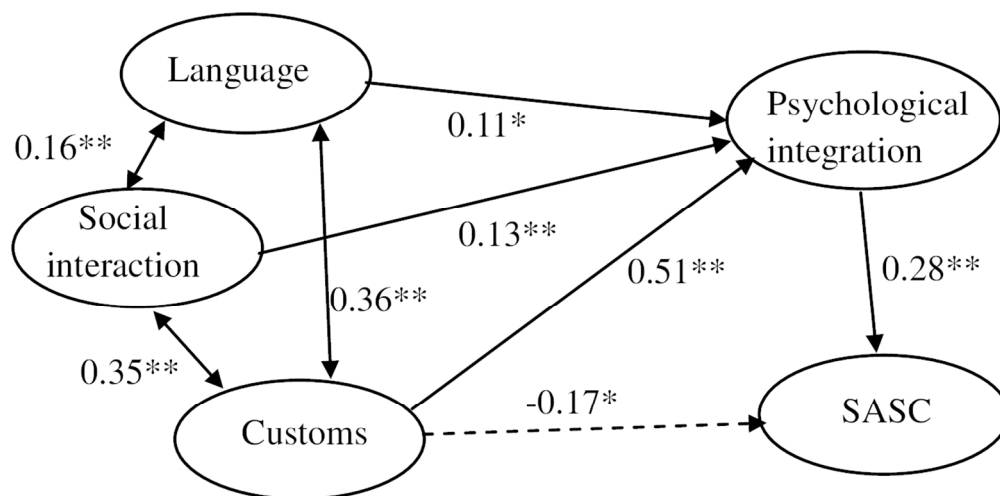 Language
Psychological
integration
0.11*
0.16**
Social
interaction
0.13**
0.51**
0.28**
0.36**
0.35**
-0.17*
SASC
Customs